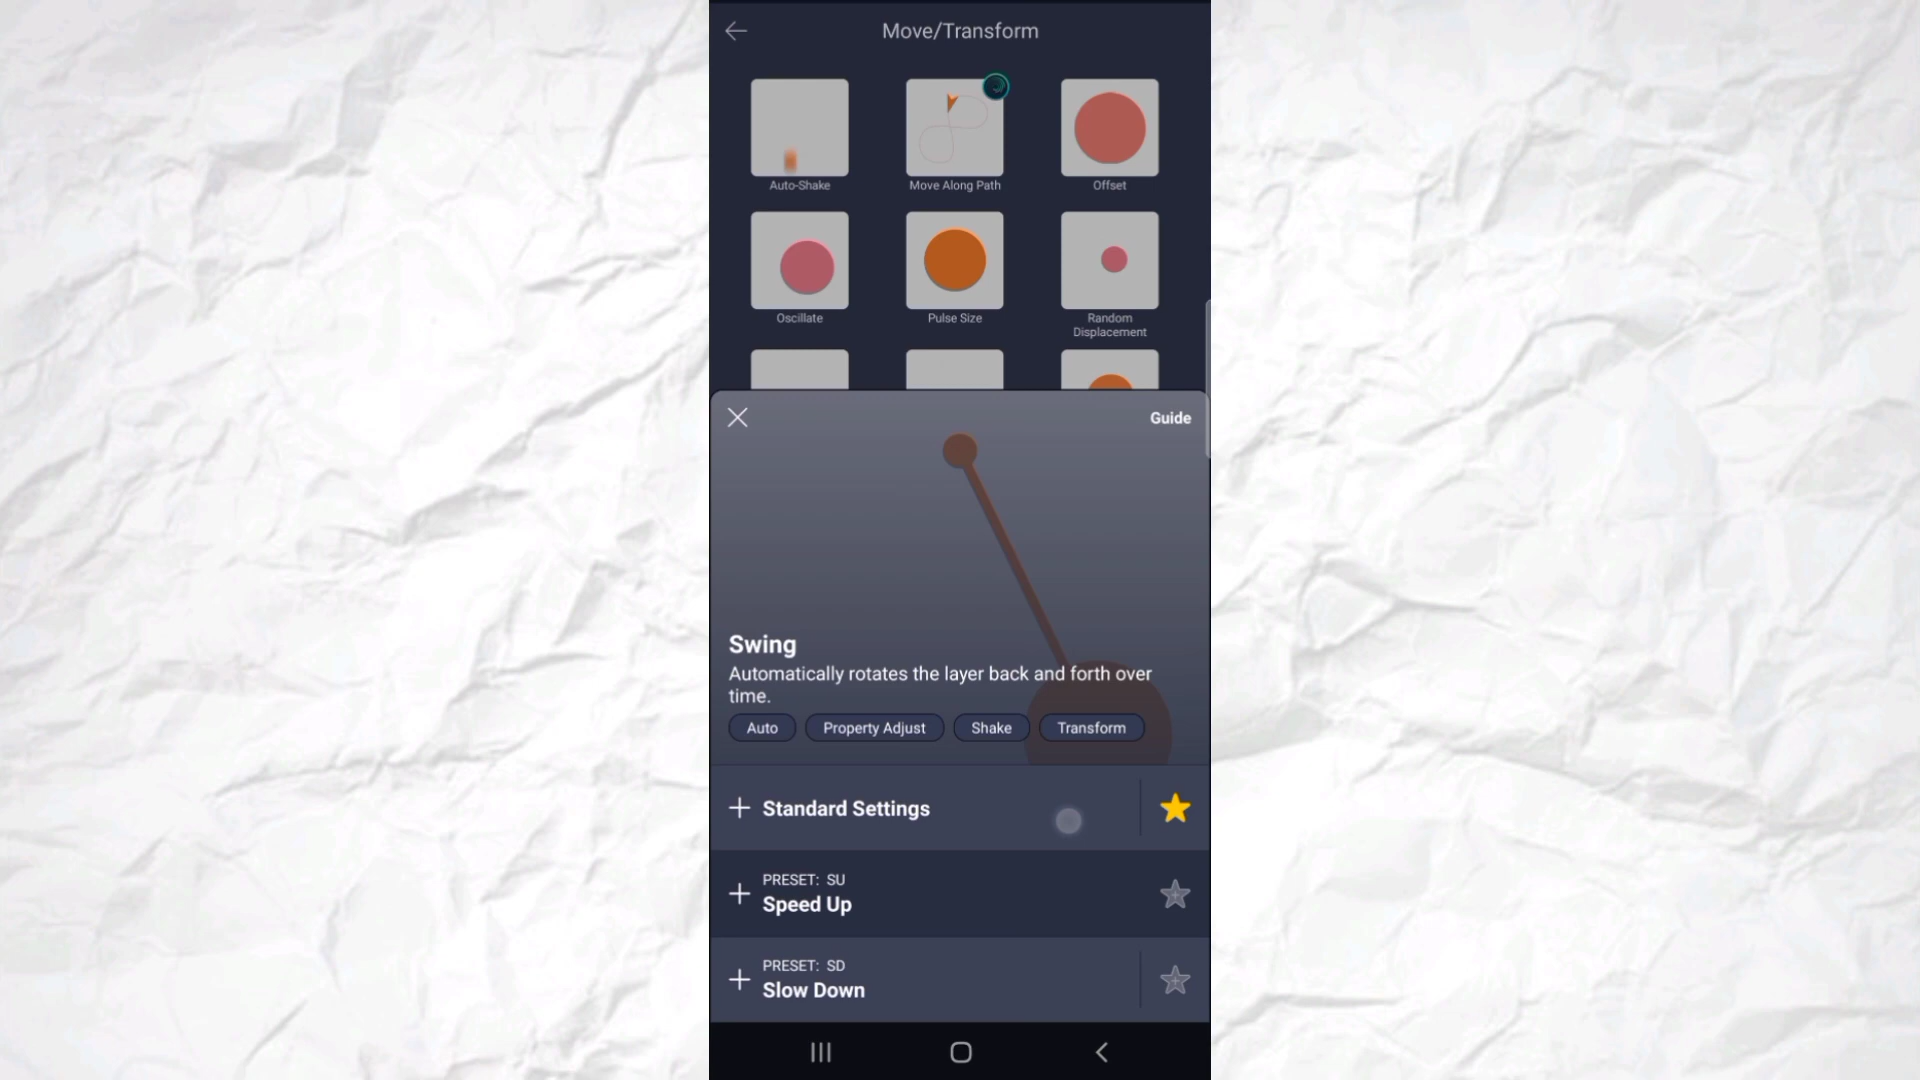 Move/Transform
Auto-Shake
Move Along Path
Offset
Oscillate
Pulse Size
Random
Displacement
Guide
Swing
Automatically rotates the layer back and forth over
time.
Auto
Property Adjust
Shake
Transform
Standard Settings
PRESET: SU
Speed Up
PRESET: SD
Slow Down